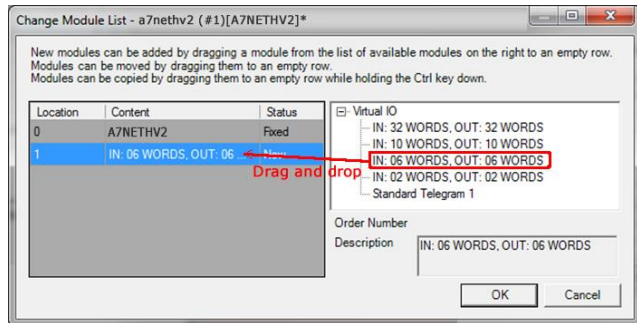 Change Module List - a7nethv2 (#1)[A7NETHV2]*
New modules can be added by dragging a module from the list of available modules on the right to an empty row.
Modules can be moved by dragging them to an empty row.
Modules can be copied by dragging them to an empty row while holding the Ctrl key down.
Location Content Status
0 A7NETHV2 Fixed
1 IN: 06 WORDS, OUT: 06 ... New
Drag and drop
Virtual IO
IN: 32 WORDS, OUT: 32 WORDS
IN: 10 WORDS, OUT: 10 WORDS
IN: 06 WORDS, OUT: 06 WORDS
IN: 02 WORDS, OUT: 02 WORDS
Standard Telegram 1
Order Number
Description IN: 06 WORDS, OUT: 06 WORDS
OK Cancel